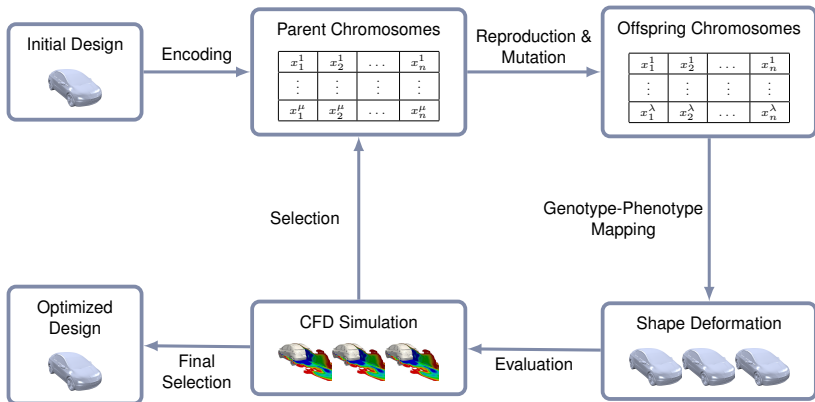 Initial Design
Encoding
Parent Chromosomes
x_1^1 x_2^1 ... x_n^1
⋮ ⋮ ⋮ ⋮
x_1^μ x_2^μ ... x_n^μ
Reproduction &
Mutation
Offspring Chromosomes
x_1^1 x_2^1 ... x_n^1
⋮ ⋮ ⋮ ⋮
x_1^λ x_2^λ ... x_n^λ
Selection
Genotype-Phenotype
Mapping
Optimized
Design
Final
Selection
CFD Simulation
Evaluation
Shape Deformation